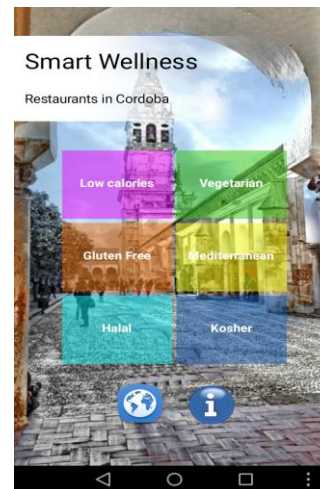 Smart Wellness
Restaurants in Cordoba
Low calories
Vegetarian
Gluten Free
Mediterranean
Halal
Kosher
i